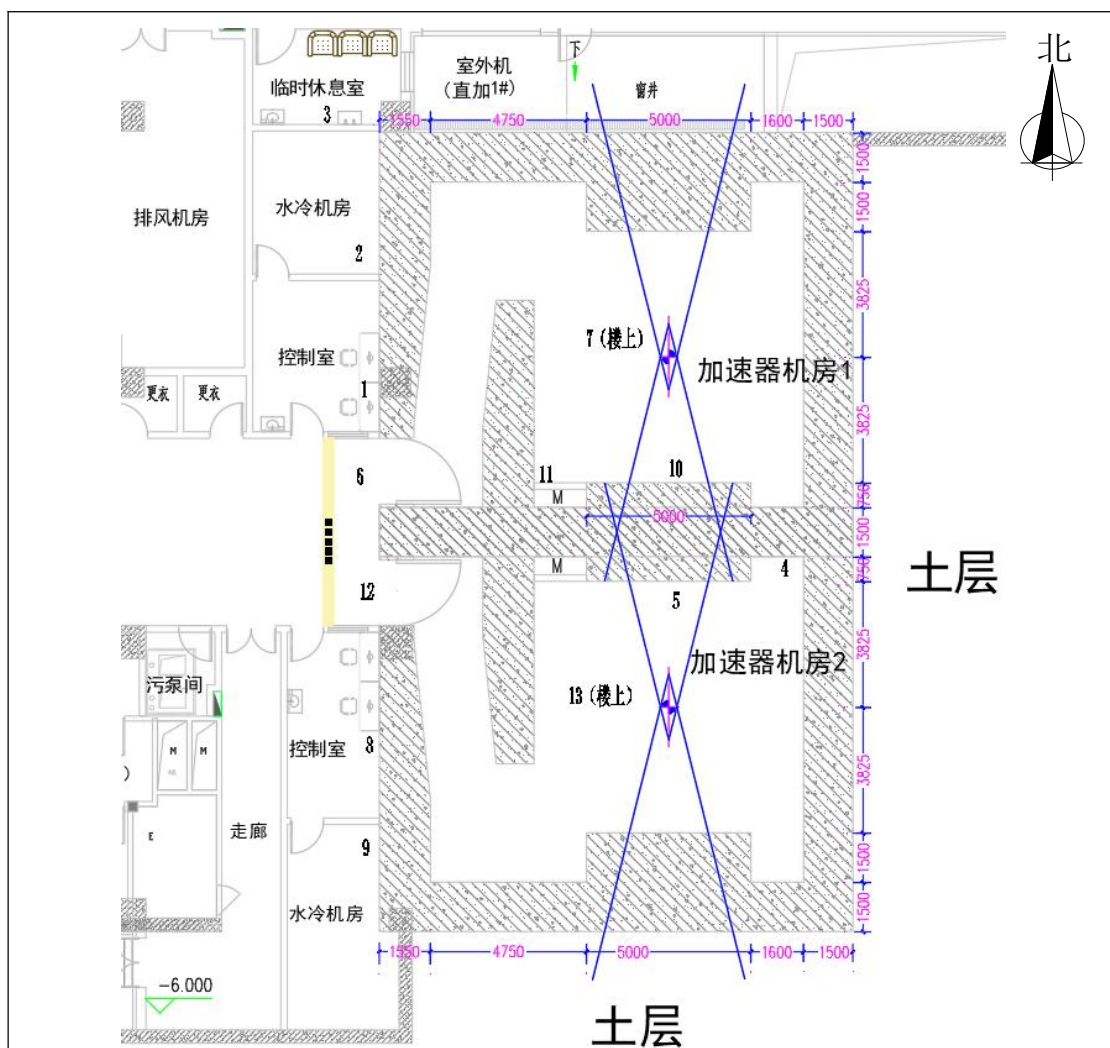 北
下
室外机
（直加1#）
窗井
临时休息室
3
1550
4750
5000
1600
1500
1500
1500
排风机房
水冷机房
2
3825
7（楼上）
加速器机房1
控制室
1
更衣
更衣
3825
6
11
10
M
750
5000
1500
M
4
750
12
5
土层
加速器机房2
3825
污泵间
13（楼上）
M
M
控制室
8
3825
E
走廊
9
水冷机房
1500
1500
1550
4750
5000
1600
1500
-6.000
土层